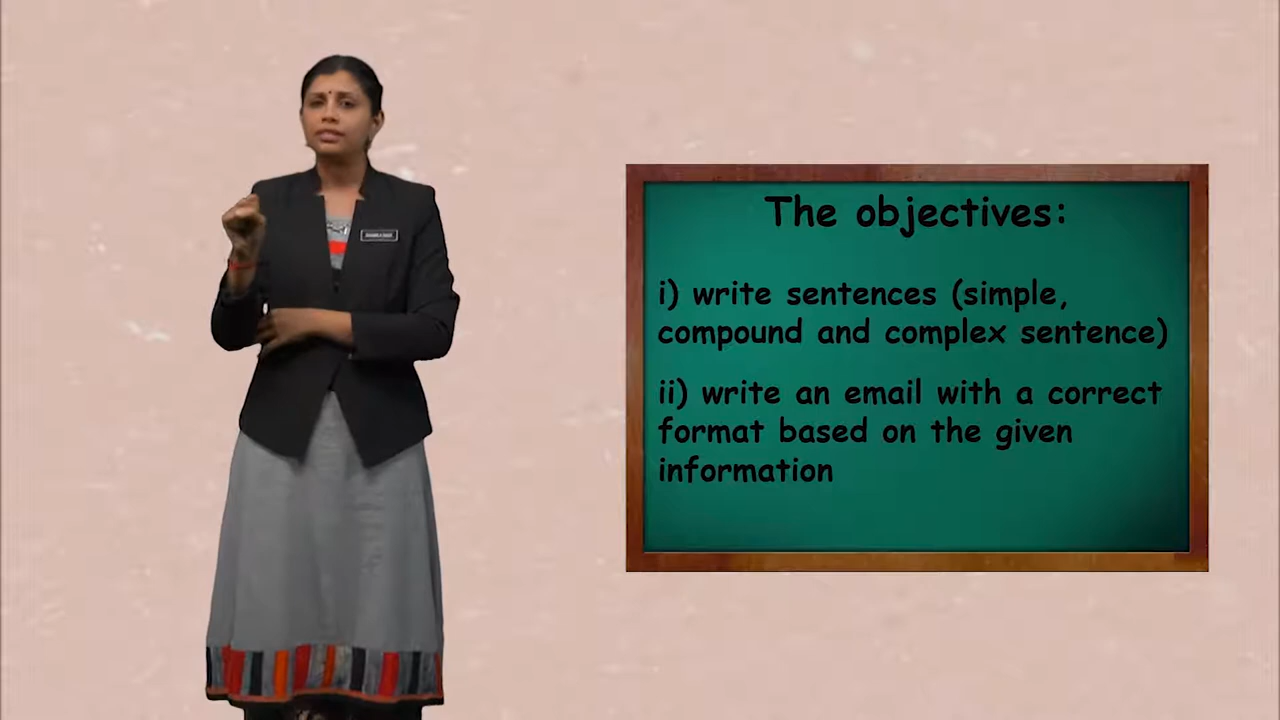 The objectives:
i) write sentences (simple,
compound and complex sentence)
ii) write an email with a correct
format based on the given
information